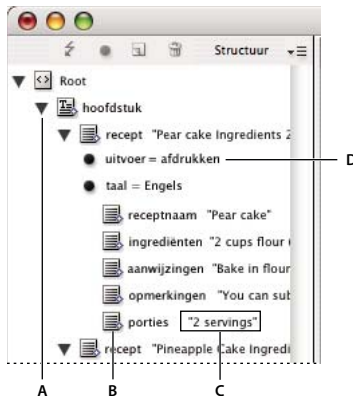 Structuur
Root
hoofdstuk
recept "Pear cake Ingredients 2
uitvoer = afdrukken
D
taal = Engels
receptnaam "Pear cake"
ingrediënten "2 cups flour
aanwijzingen "Bake in flour
opmerkingen "You can sub
porties "2 servings"
recept "Pineapple Cake Ingredi
A B C